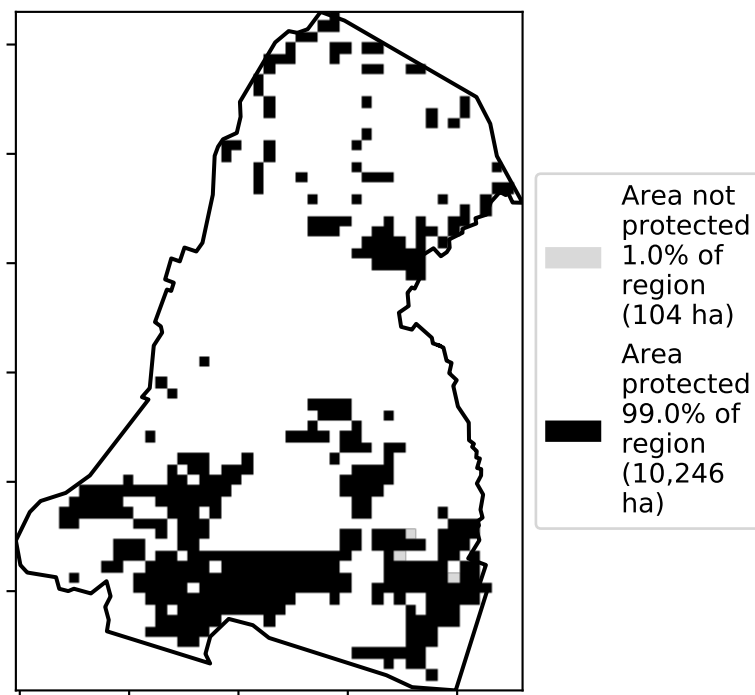 Area not
protected
1.0% of
region
(104 ha)
Area
protected
99.0% of
region
(10,246
ha)